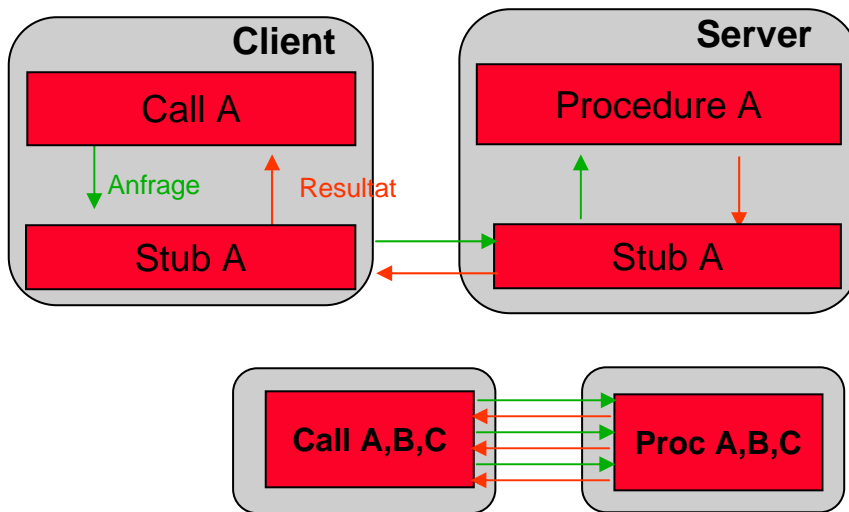 Client
Server
Call A
Procedure A
Anfrage
Resultat
Stub A
Stub A
Call A,B,C
Proc A,B,C